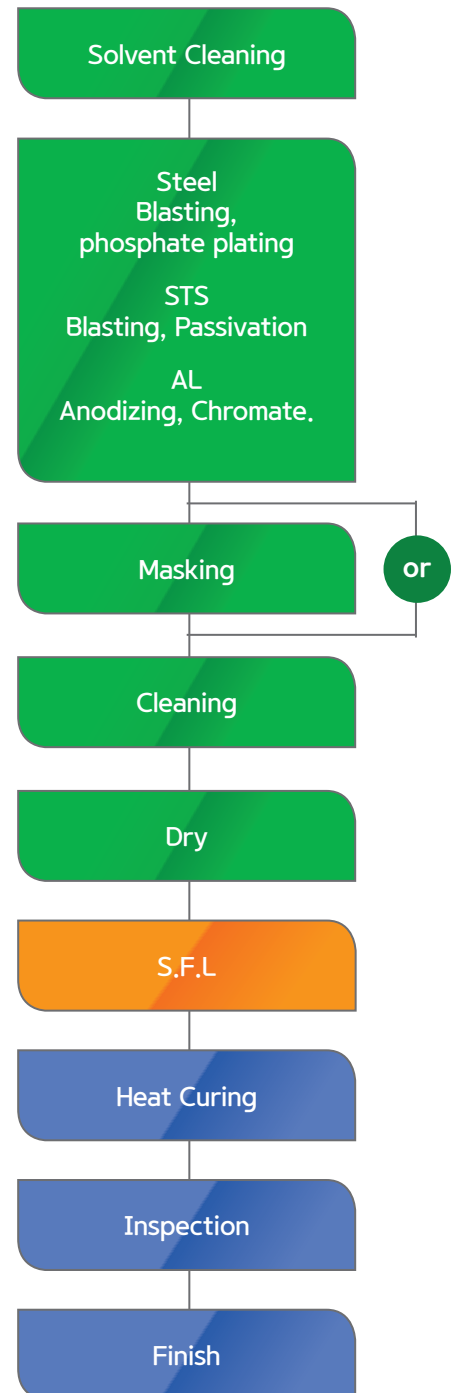 Solvent Cleaning
Steel
Blasting,
phosphate plating
STS
Blasting, Passivation
AL
Anodizing, Chromate.
Masking
or
Cleaning
Dry
S.F.L
Heat Curing
Inspection
Finish